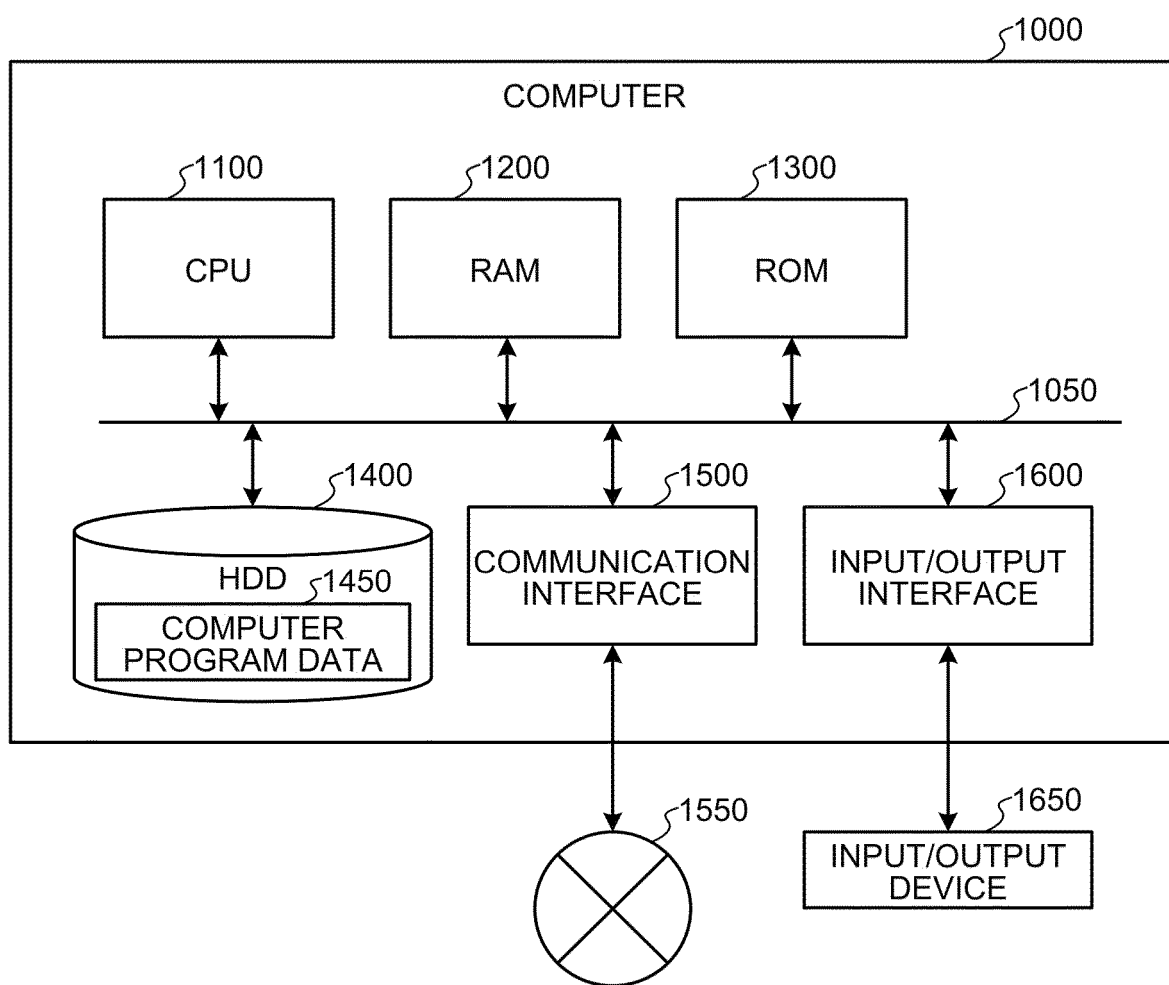 1000
COMPUTER
1100
1200
1300
CPU
RAM
ROM
1050
1400
1500
1600
HDD
1450
COMPUTER
PROGRAM DATA
COMMUNICATION
INTERFACE
INPUT/OUTPUT
INTERFACE
1550
1650
INPUT/OUTPUT
DEVICE